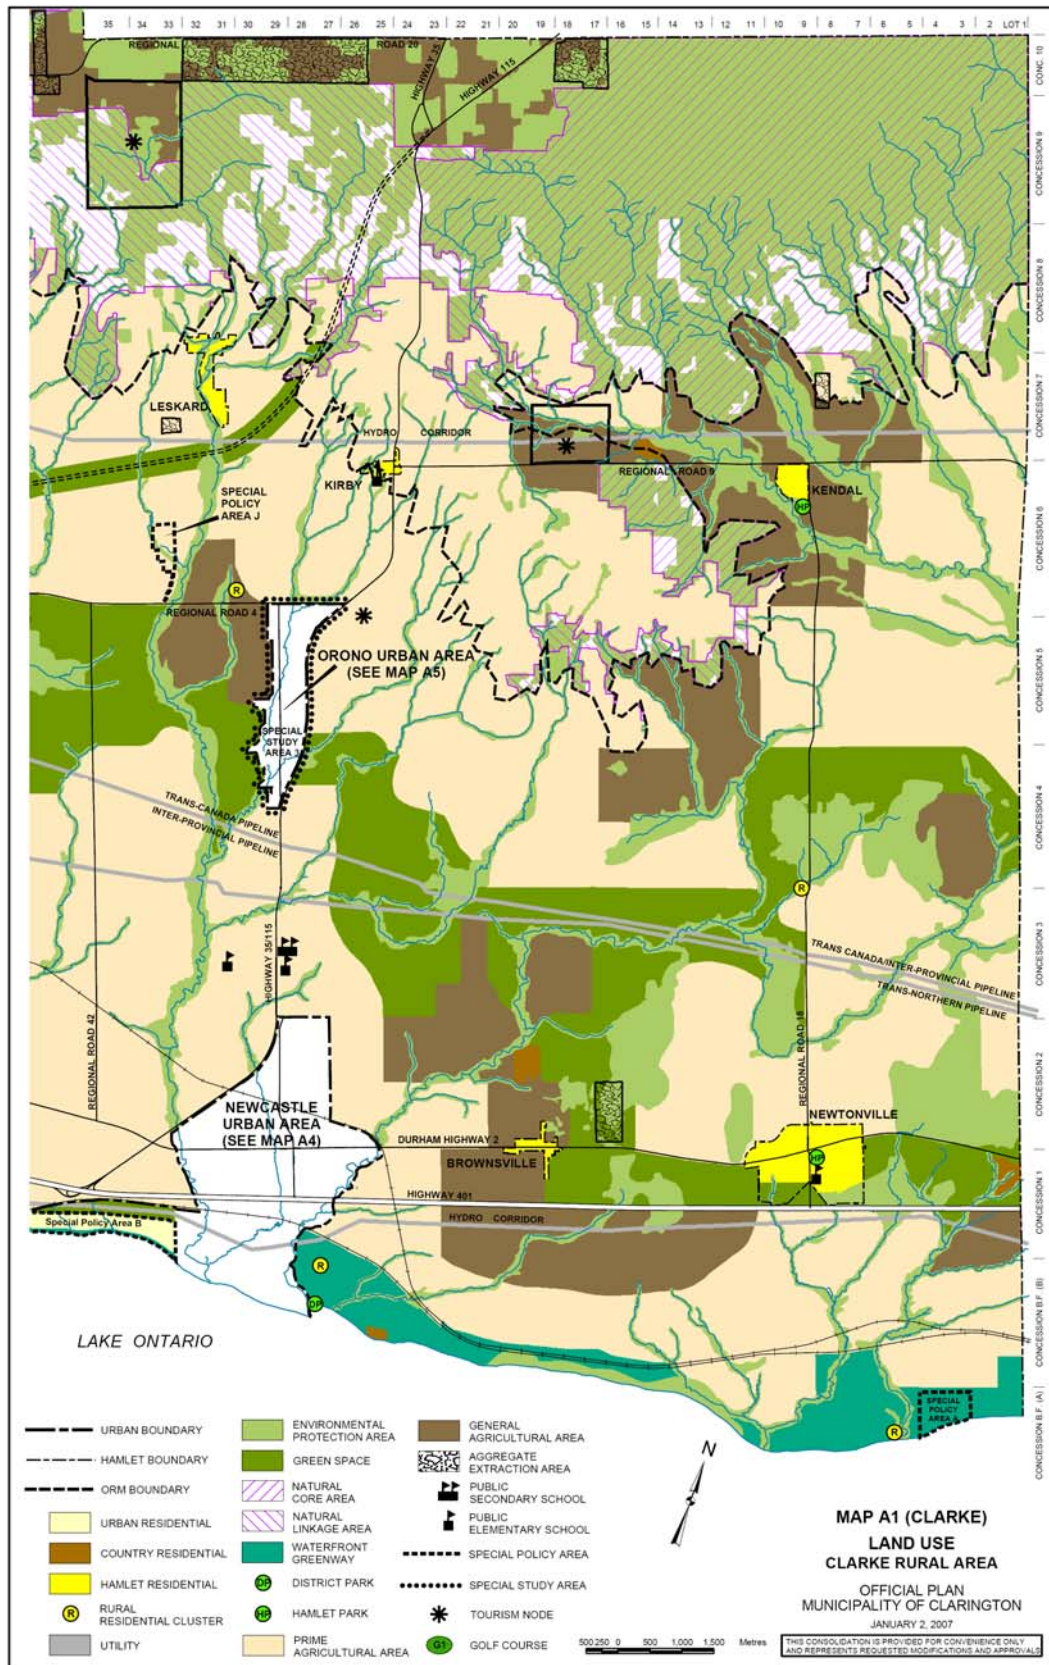 35 34 33 32 31 30 29 28 27 26 25 24 23 22 21 20 19 18 17 16 15 14 13 12 11 10 9 8 7 6 5 4 3 2 LOT 1
REGIONAL ROAD 20
HIGHWAY 35
HIGHWAY 115
CONC. 10
CONCESSION 9
CONCESSION 8
CONCESSION 7
CONCESSION 6
CONCESSION 5
CONCESSION 4
CONCESSION 3
CONCESSION 2
CONCESSION 1
CONCESSION B.F. (B)
CONCESSION B.F. (A)
LESKARD
HYDRO CORRIDOR
KIRBY
REGIONAL ROAD 9
KENDAL
HP
SPECIAL
POLICY
AREA J
R
REGIONAL ROAD 4
ORONO URBAN AREA
(SEE MAP A5)
SPECIAL
STUDY
AREA 3
TRANS-CANADA PIPELINE
INTER-PROVINCIAL PIPELINE
R
HIGHWAY 35/115
TRANS CANADA/INTER-PROVINCIAL PIPELINE
TRANS-NORTHERN PIPELINE
REGIONAL ROAD 42
REGIONAL ROAD 18
NEWCASTLE
URBAN AREA
(SEE MAP A4)
NEWTONVILLE
DURHAM HIGHWAY 2
BROWNSVILLE
HP
HIGHWAY 401
Special Policy Area B
HYDRO CORRIDOR
R
DP
LAKE ONTARIO
SPECIAL
POLICY
R
URBAN BOUNDARY
HAMLET BOUNDARY
ORM BOUNDARY
URBAN RESIDENTIAL
COUNTRY RESIDENTIAL
HAMLET RESIDENTIAL
R
RURAL
RESIDENTIAL CLUSTER
UTILITY
ENVIRONMENTAL
PROTECTION AREA
GREEN SPACE
NATURAL
CORE AREA
NATURAL
LINKAGE AREA
WATERFRONT
GREENWAY
DP
DISTRICT PARK
HP
HAMLET PARK
PRIME
AGRICULTURAL AREA
GENERAL
AGRICULTURAL AREA
AGGREGATE
EXTRACTION AREA
PUBLIC
SECONDARY SCHOOL
PUBLIC
ELEMENTARY SCHOOL
SPECIAL POLICY AREA
SPECIAL STUDY AREA
TOURISM NODE
G1
GOLF COURSE
N
500 250 0 500 1,000 1,500 Metres
MAP A1 (CLARKE)
LAND USE
CLARKE RURAL AREA
OFFICIAL PLAN
MUNICIPALITY OF CLARINGTON
JANUARY 2, 2007
THIS CONSOLIDATION IS PROVIDED FOR CONVENIENCE ONLY
AND REPRESENTS REQUESTED MODIFICATIONS AND APPROVALS